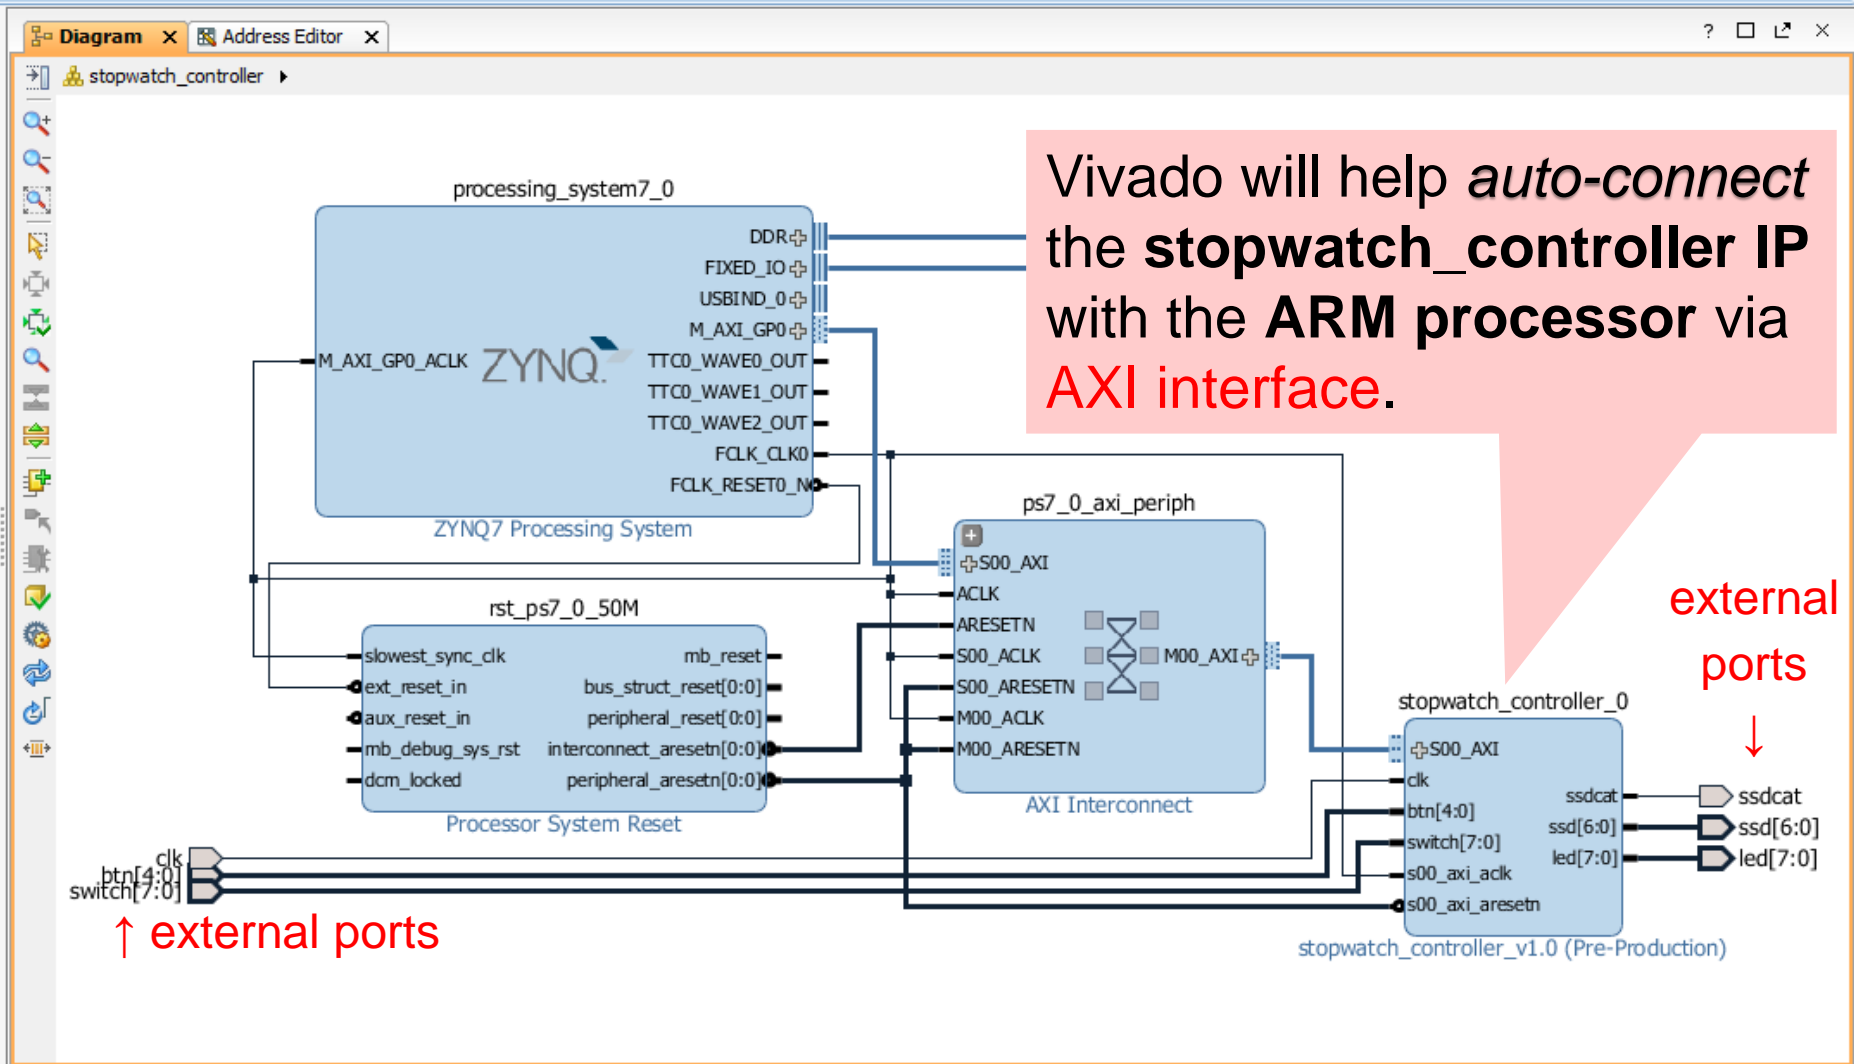 Diagram
Address Editor
stopwatch_controller
Vivado will help auto-connect
the stopwatch_controller IP
with the ARM processor via
AXI interface.
processing_system7_0
DDR
FIXED_IO
USBIND_0
M_AXI_GP0
M_AXI_GP0_ACLK
ZYNQ.
TTC0_WAVE0_OUT
TTC0_WAVE1_OUT
TTC0_WAVE2_OUT
FCLK_CLK0
FCLK_RESET0_N
ZYNQ7 Processing System
ps7_0_axi_periph
S00_AXI
ACLK
ARESETN
S00_ACLK
S00_ARESETN
M00_ACLK
M00_ARESETN
M00_AXI
AXI Interconnect
rst_ps7_0_50M
slowest_sync_clk
ext_reset_in
aux_reset_in
mb_debug_sys_rst
dcm_locked
mb_reset
bus_struct_reset[0:0]
peripheral_reset[0:0]
interconnect_aresetn[0:0]
peripheral_aresetn[0:0]
Processor System Reset
external
ports
↓
stopwatch_controller_0
S00_AXI
clk
btn[4:0]
switch[7:0]
s00_axi_aclk
s00_axi_aresetn
ssdcat
ssd[6:0]
led[7:0]
stopwatch_controller_v1.0 (Pre-Production)
ssdcat
ssd[6:0]
led[7:0]
clk
btn[4:0]
switch[7:0]
↑ external ports